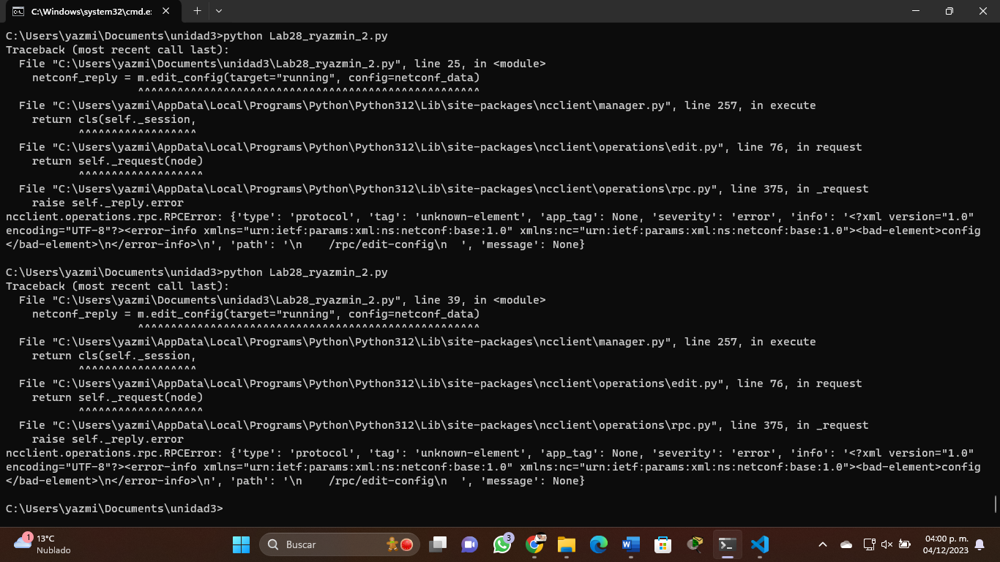 C:\Windows\system32\cmd.e:
C:\Users\yazmi\Documents\unidad3>python Lab28_ryazmin_2.py
Traceback (most recent call last):
  File "C:\Users\yazmi\Documents\unidad3\Lab28_ryazmin_2.py", line 25, in <module>
    netconf_reply = m.edit_config(target="running", config=netconf_data)
                    ^^^^^^^^^^^^^^^^^^^^^^^^^^^^^^^^^^^^^^^^^^^^^^^^^^^^
  File "C:\Users\yazmi\AppData\Local\Programs\Python\Python312\Lib\site-packages\ncclient\manager.py", line 257, in execute
    return cls(self._session,
           ^^^^^^^^^^^^^^^^^^
  File "C:\Users\yazmi\AppData\Local\Programs\Python\Python312\Lib\site-packages\ncclient\operations\edit.py", line 76, in request
    return self._request(node)
           ^^^^^^^^^^^^^^^^^^^
  File "C:\Users\yazmi\AppData\Local\Programs\Python\Python312\Lib\site-packages\ncclient\operations\rpc.py", line 375, in _request
    raise self._reply.error
ncclient.operations.rpc.RPCError: {'type': 'protocol', 'tag': 'unknown-element', 'app_tag': None, 'severity': 'error', 'info': '<?xml version="1.0"
encoding="UTF-8"?><error-info xmlns="urn:ietf:params:xml:ns:netconf:base:1.0" xmlns:nc="urn:ietf:params:xml:ns:netconf:base:1.0"><bad-element>config
</bad-element>\n</error-info>\n', 'path': '\n    /rpc/edit-config\n  ', 'message': None}
C:\Users\yazmi\Documents\unidad3>python Lab28_ryazmin_2.py
Traceback (most recent call last):
  File "C:\Users\yazmi\Documents\unidad3\Lab28_ryazmin_2.py", line 39, in <module>
    netconf_reply = m.edit_config(target="running", config=netconf_data)
                    ^^^^^^^^^^^^^^^^^^^^^^^^^^^^^^^^^^^^^^^^^^^^^^^^^^^^
  File "C:\Users\yazmi\AppData\Local\Programs\Python\Python312\Lib\site-packages\ncclient\manager.py", line 257, in execute
    return cls(self._session,
           ^^^^^^^^^^^^^^^^^^
  File "C:\Users\yazmi\AppData\Local\Programs\Python\Python312\Lib\site-packages\ncclient\operations\edit.py", line 76, in request
    return self._request(node)
           ^^^^^^^^^^^^^^^^^^^
  File "C:\Users\yazmi\AppData\Local\Programs\Python\Python312\Lib\site-packages\ncclient\operations\rpc.py", line 375, in _request
    raise self._reply.error
ncclient.operations.rpc.RPCError: {'type': 'protocol', 'tag': 'unknown-element', 'app_tag': None, 'severity': 'error', 'info': '<?xml version="1.0"
encoding="UTF-8"?><error-info xmlns="urn:ietf:params:xml:ns:netconf:base:1.0" xmlns:nc="urn:ietf:params:xml:ns:netconf:base:1.0"><bad-element>config
</bad-element>\n</error-info>\n', 'path': '\n    /rpc/edit-config\n  ', 'message': None}
C:\Users\yazmi\Documents\unidad3>
1
13°C
Nublado
Buscar
3
04:00 p. m.
04/12/2023